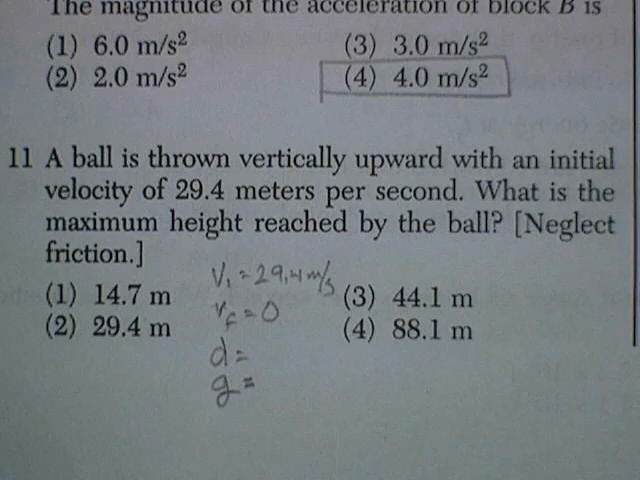 The magnitude of the acceleration of block B is
(1) 6.0 m/s²
(3) 3.0 m/s²
(2) 2.0 m/s²
(4) 4.0 m/s²
11 A ball is thrown vertically upward with an initial
velocity of 29.4 meters per second. What is the
maximum height reached by the ball? [Neglect
friction.]
Vi = 29.4 m/s
(1) 14.7 m
(3) 44.1 m
Vf = 0
(2) 29.4 m
(4) 88.1 m
d =
g =